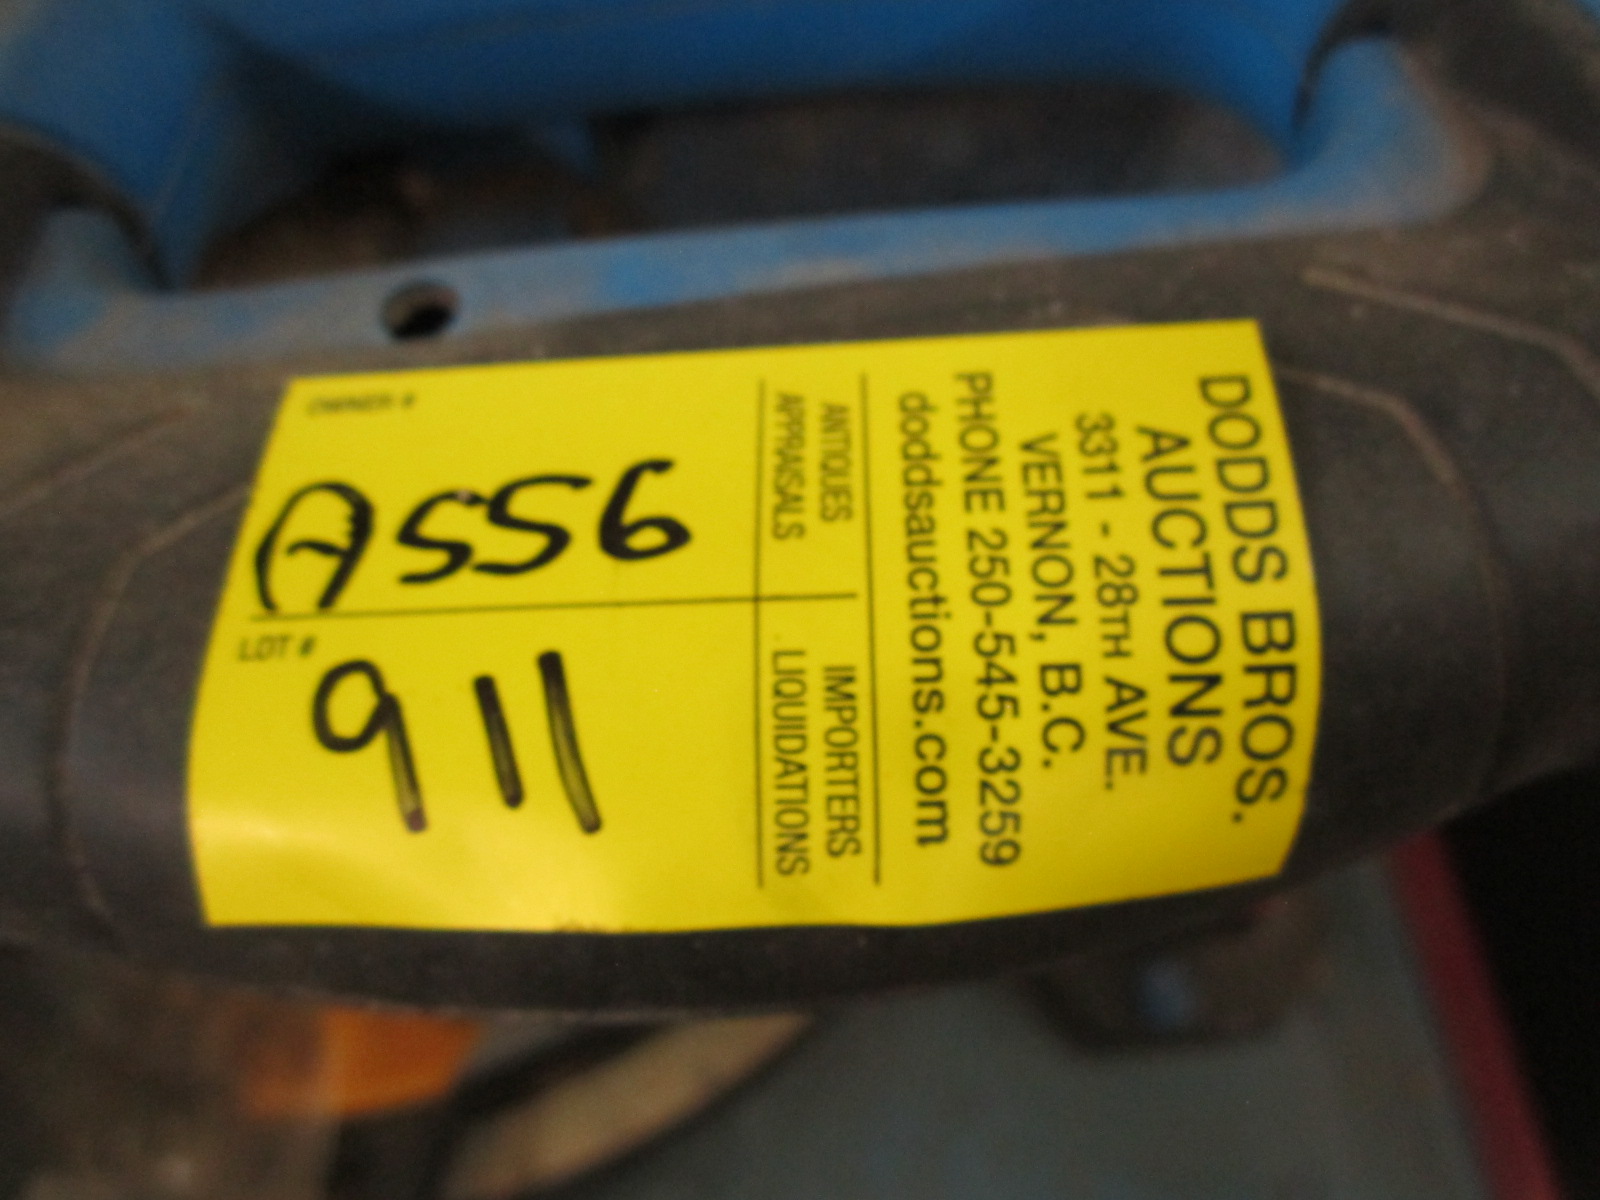 DODDS BROS.
AUCTIONS
3311 - 28TH AVE.
VERNON, B.C.
PHONE 250-545-3259
doddsauctions.com
ANTIQUES
APPRAISALS
IMPORTERS
LIQUIDATIONS
OWNER #
A556
LOT #
911